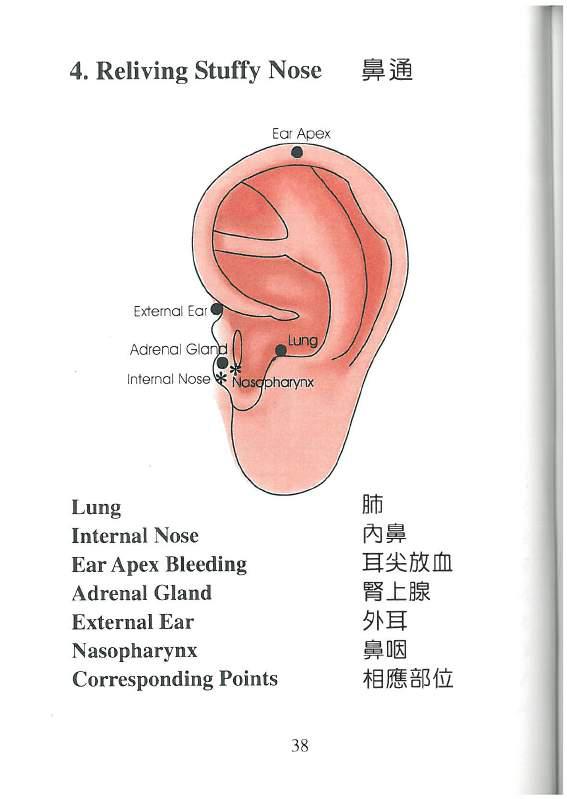 4. Reliving Stuffy Nose 鼻通
Ear Apex
External Ear
Lung
Adrenal Gland
Internal Nose
Nasopharynx
Lung 肺
Internal Nose 內鼻
Ear Apex Bleeding 耳尖放血
Adrenal Gland 腎上腺
External Ear 外耳
Nasopharynx 鼻咽
Corresponding Points 相應部位
38